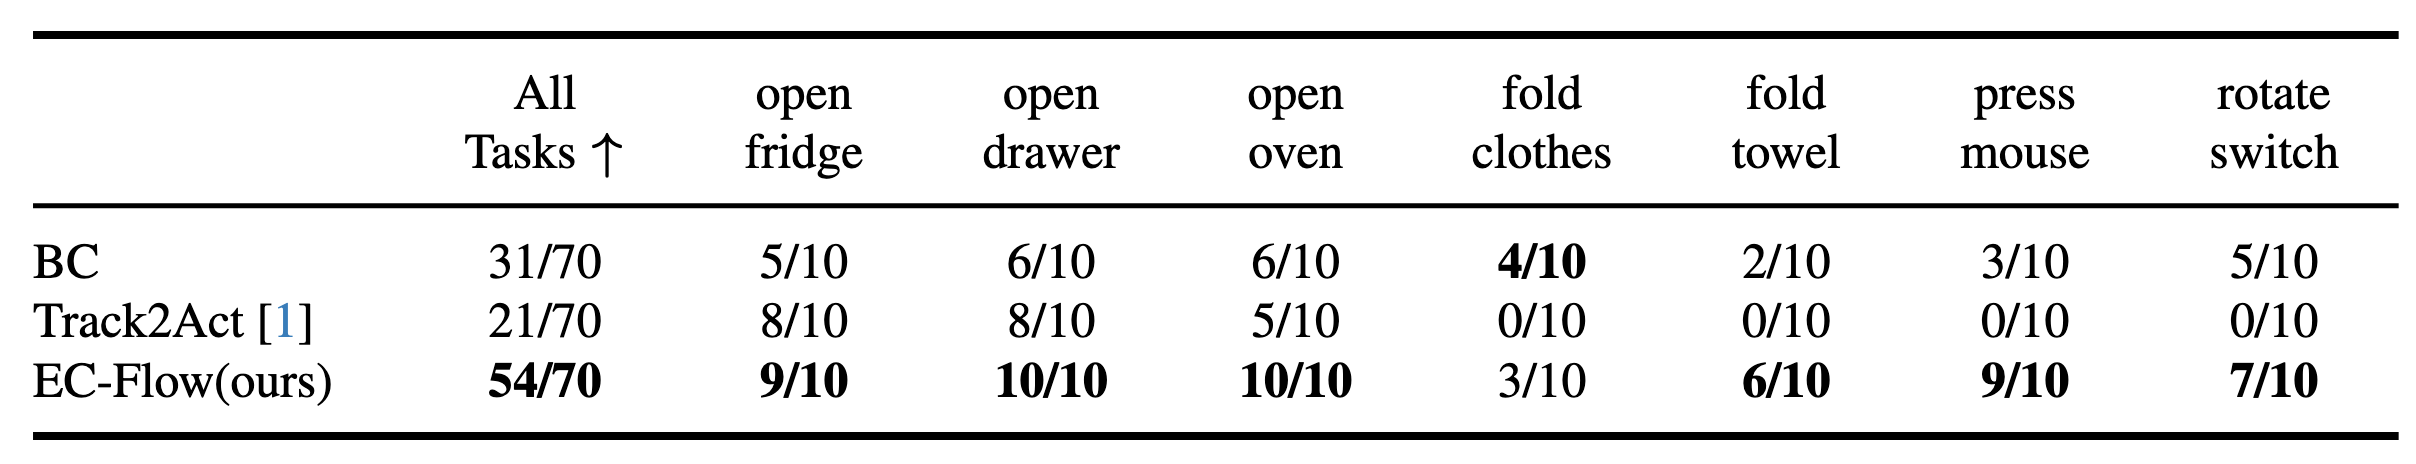 All open open open fold fold press rotate
Tasks ↑ fridge drawer oven clothes towel mouse switch
BC 31/70 5/10 6/10 6/10 4/10 2/10 3/10 5/10
Track2Act [1] 21/70 8/10 8/10 5/10 0/10 0/10 0/10 0/10
EC-Flow(ours) 54/70 9/10 10/10 10/10 3/10 6/10 9/10 7/10